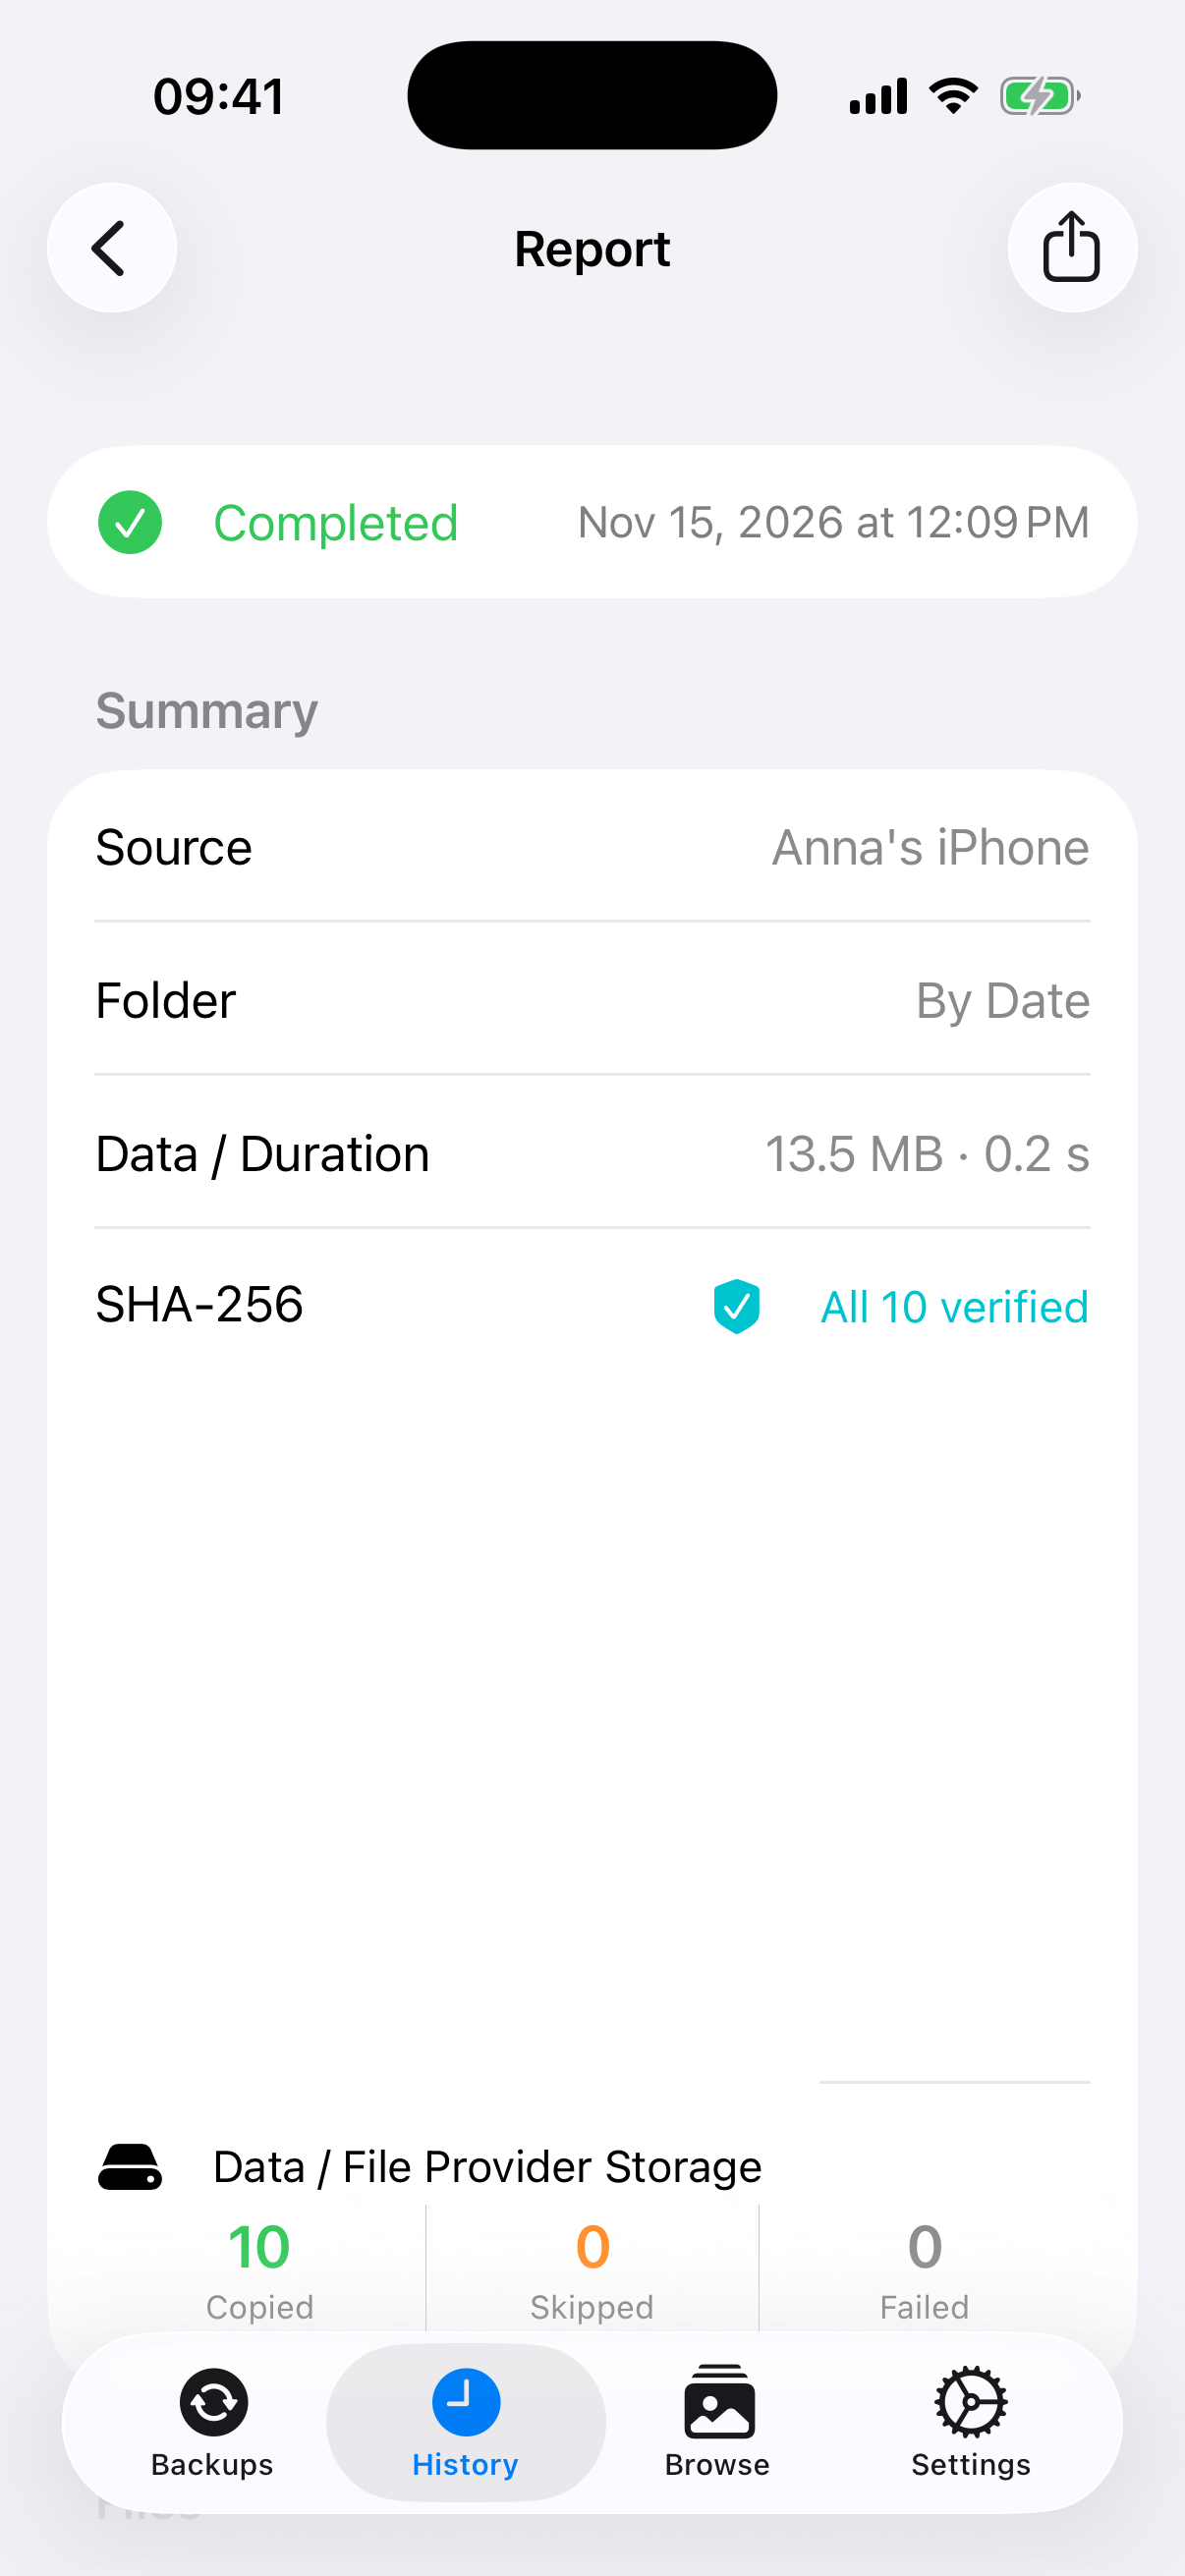 09:41
Report
Completed
Nov 15, 2026 at 12:09 PM
Summary
Source
Anna's iPhone
Folder
By Date
Data / Duration
13.5 MB · 0.2 s
SHA-256
All 10 verified
Data / File Provider Storage
10
0
0
Copied
Skipped
Failed
Backups
History
Browse
Settings